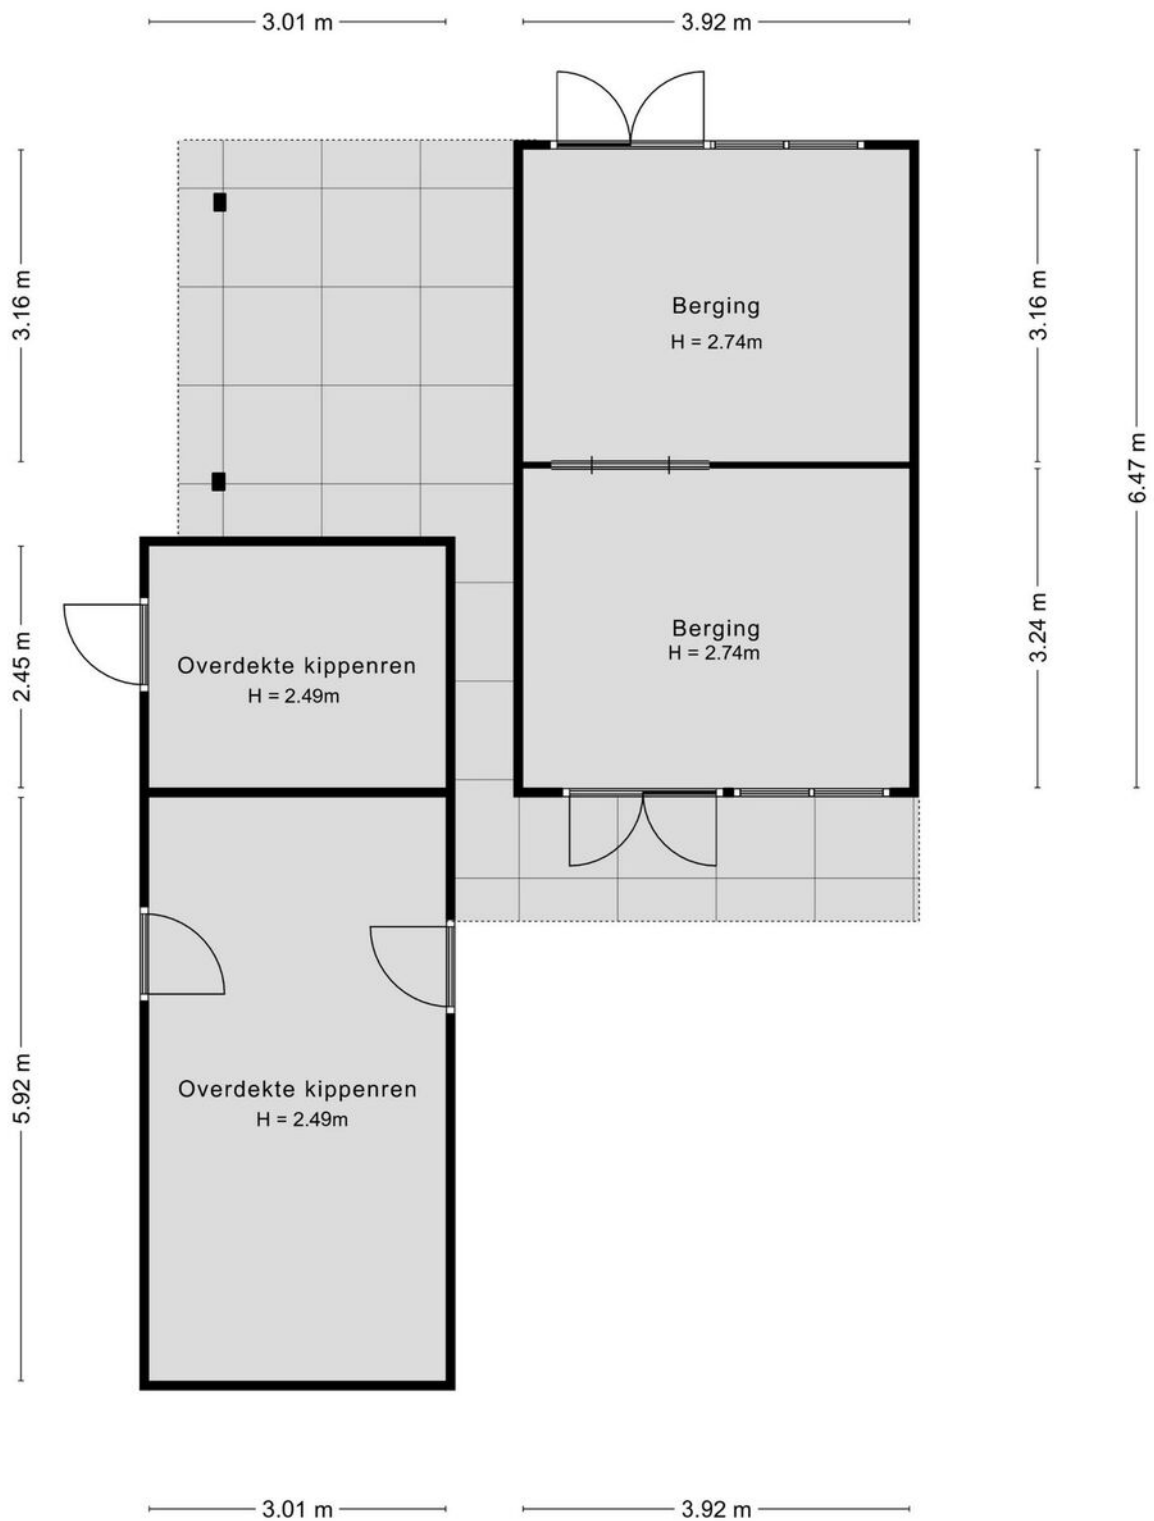 3.01 m
3.92 m
3.16 m
3.16 m
6.47 m
Berging
H = 2.74m
2.45 m
3.24 m
Berging
H = 2.74m
Overdekte kippenren
H = 2.49m
5.92 m
Overdekte kippenren
H = 2.49m
3.01 m
3.92 m